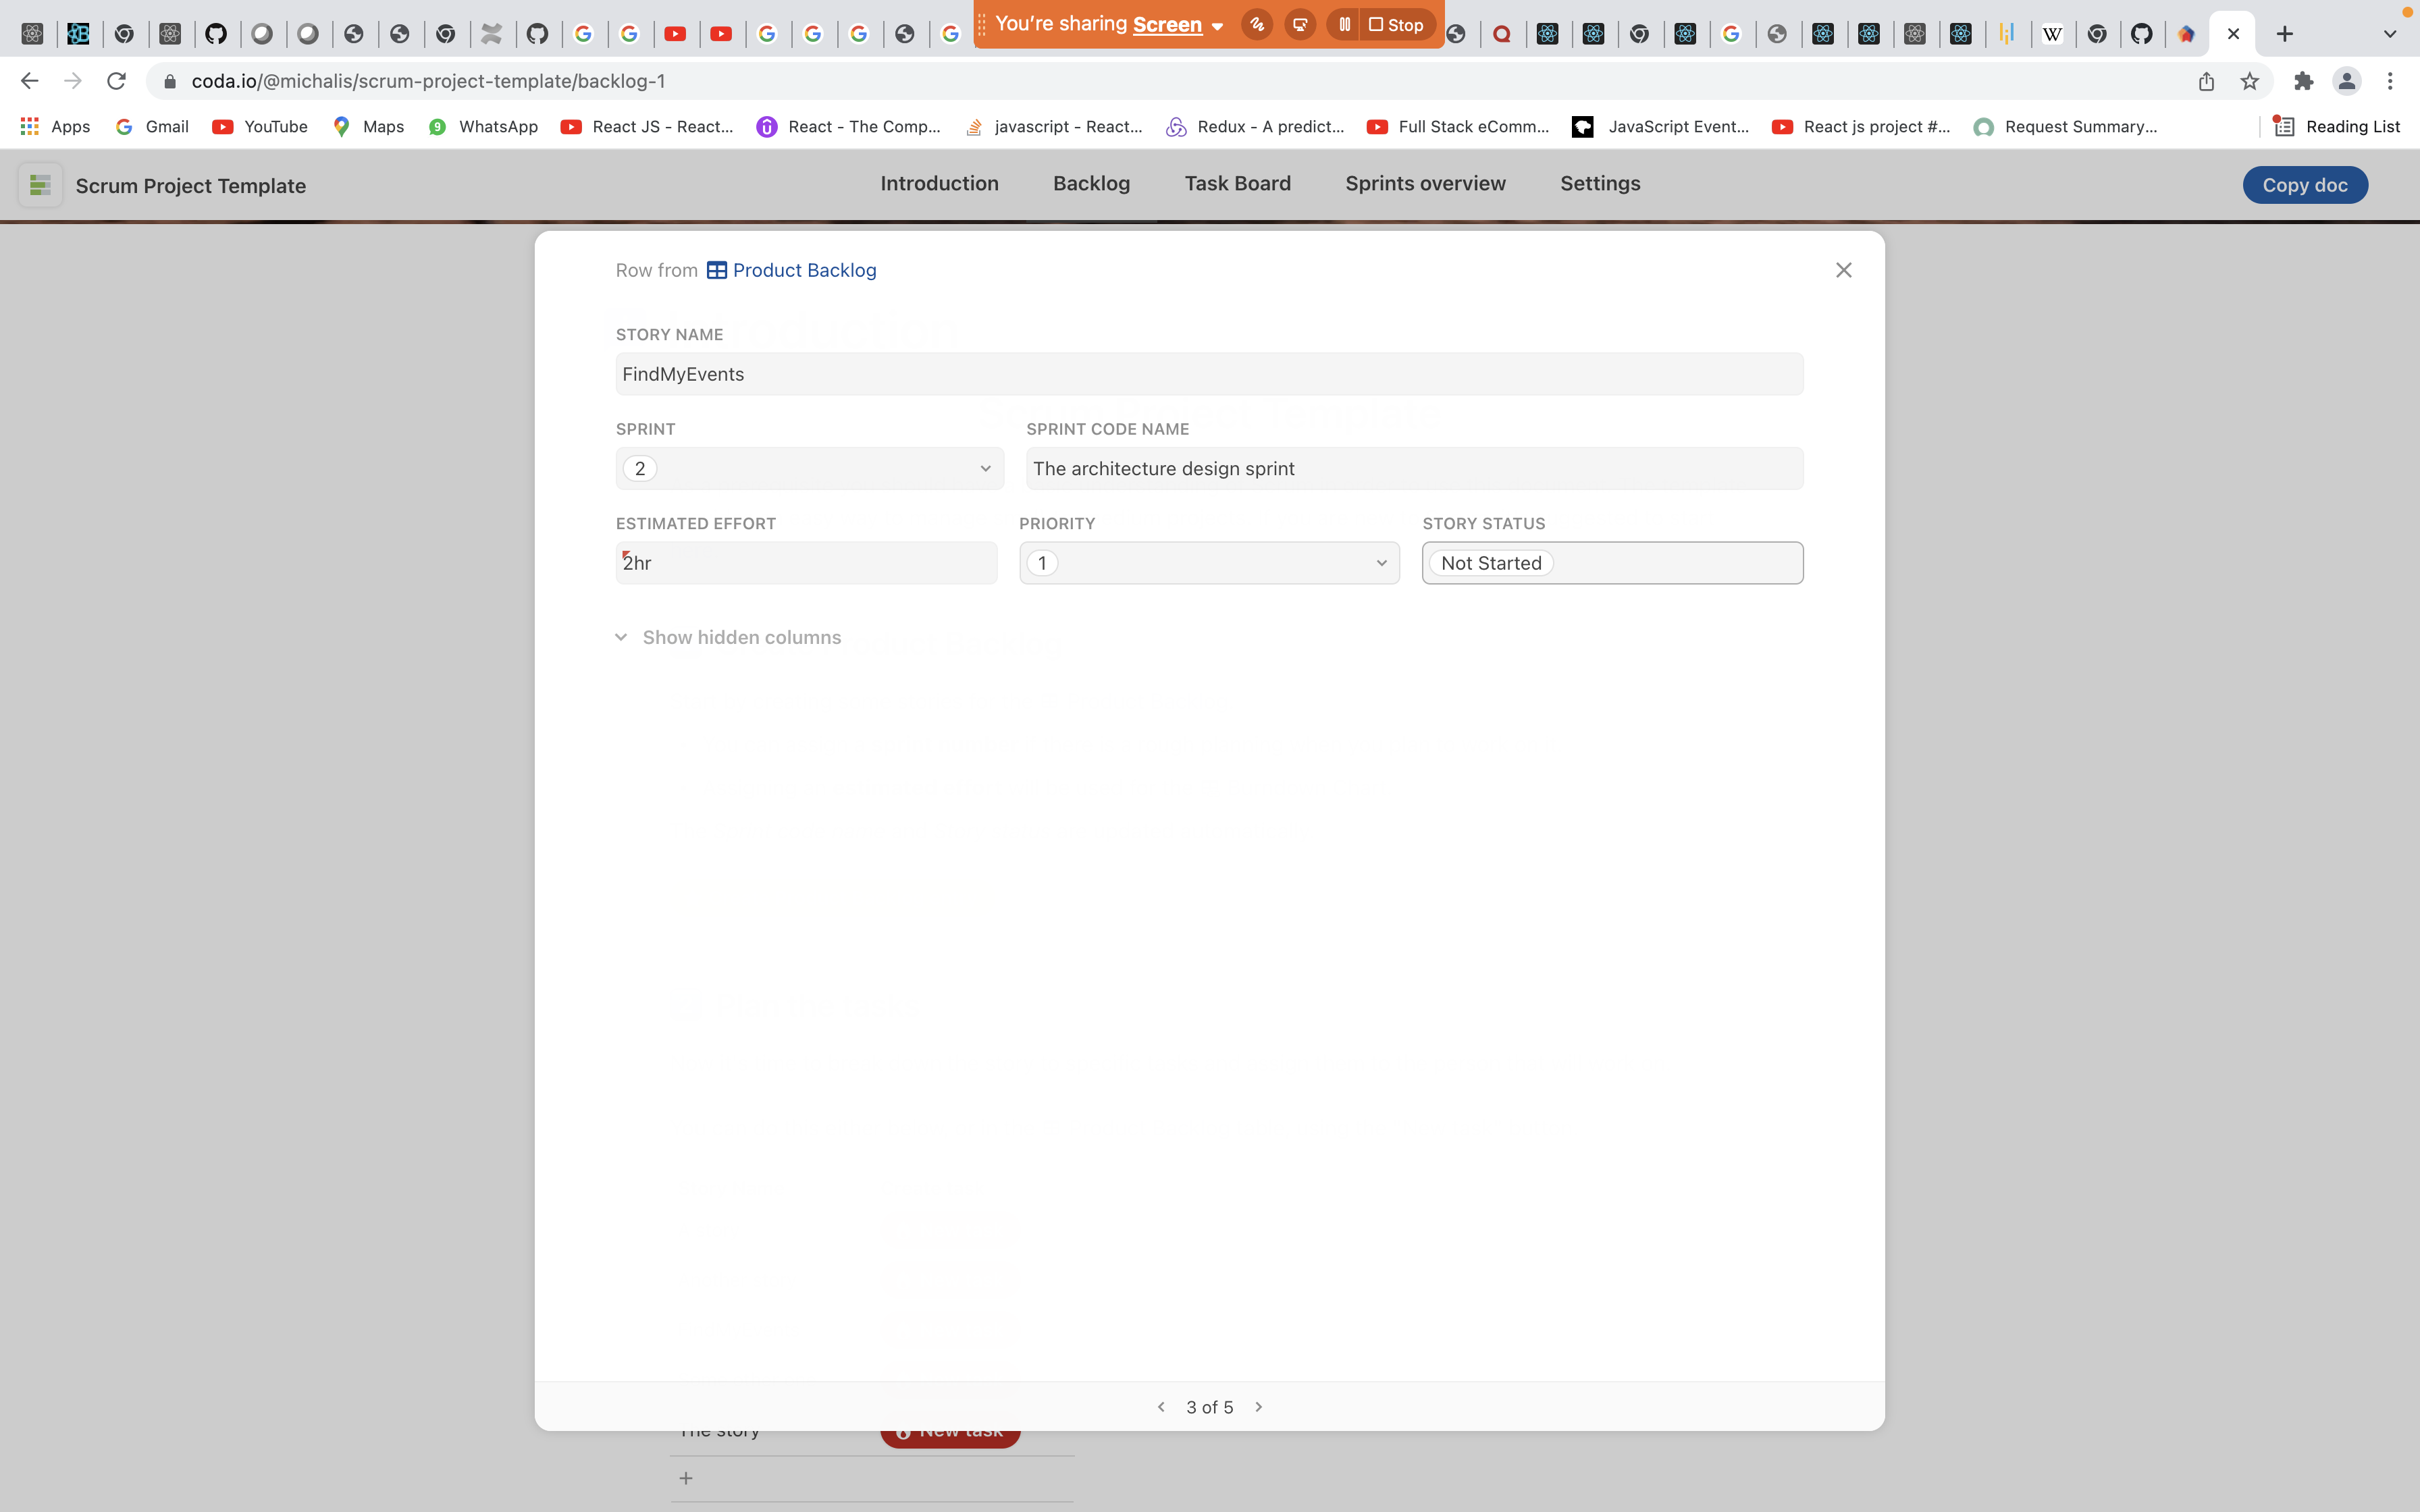 You're sharing Screen Stop
coda.io/@michalis/scrum-project-template/backlog-1
Apps Gmail YouTube Maps 9 WhatsApp React JS - React... React - The Comp... javascript - React... Redux - A predict... Full Stack eComm... JavaScript Event... React js project #... Request Summary... Reading List
Scrum Project Template Introduction Backlog Task Board Sprints overview Settings Copy doc
Row from Product Backlog
STORY NAME
FindMyEvents
SPRINT SPRINT CODE NAME
2 The architecture design sprint
ESTIMATED EFFORT PRIORITY STORY STATUS
2hr 1 Not Started
Show hidden columns
3 of 5
The story New task